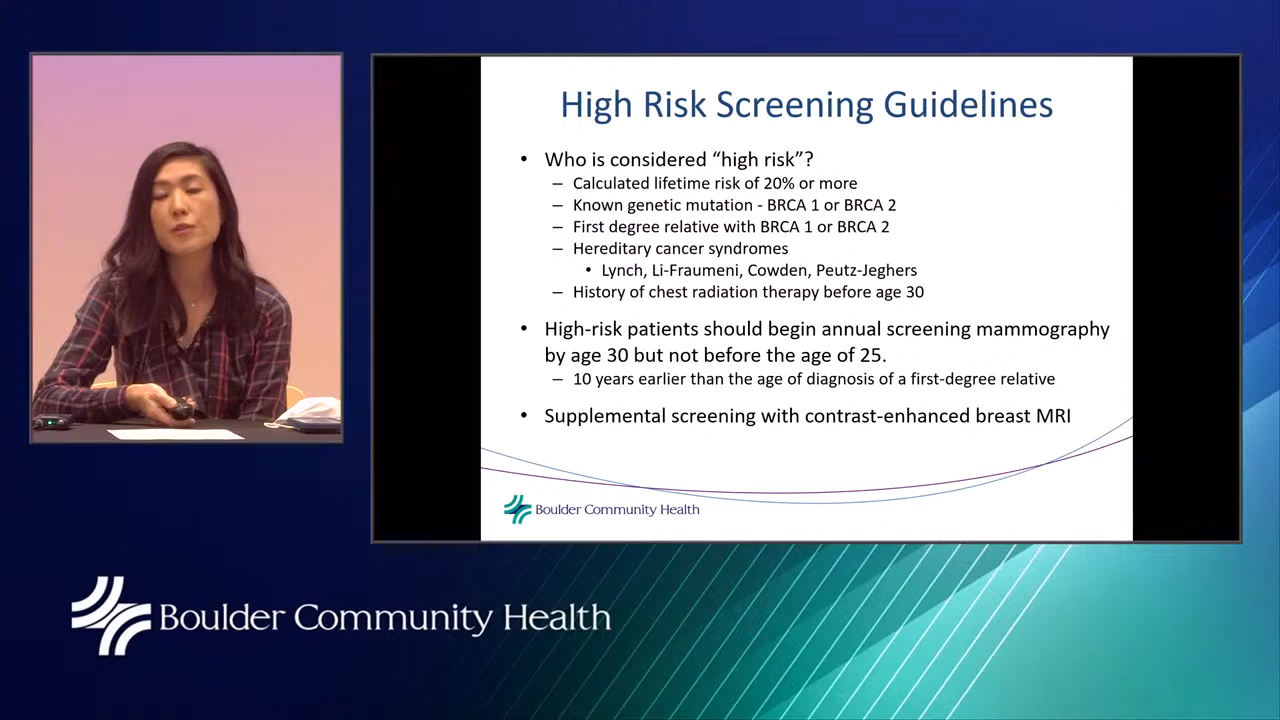 High Risk Screening Guidelines
• Who is considered “high risk”?
– Calculated lifetime risk of 20% or more
– Known genetic mutation - BRCA 1 or BRCA 2
– First degree relative with BRCA 1 or BRCA 2
– Hereditary cancer syndromes
• Lynch, Li-Fraumeni, Cowden, Peutz-Jeghers
– History of chest radiation therapy before age 30
• High-risk patients should begin annual screening mammography
by age 30 but not before the age of 25.
– 10 years earlier than the age of diagnosis of a first-degree relative
• Supplemental screening with contrast-enhanced breast MRI
Boulder Community Health
Boulder Community Health